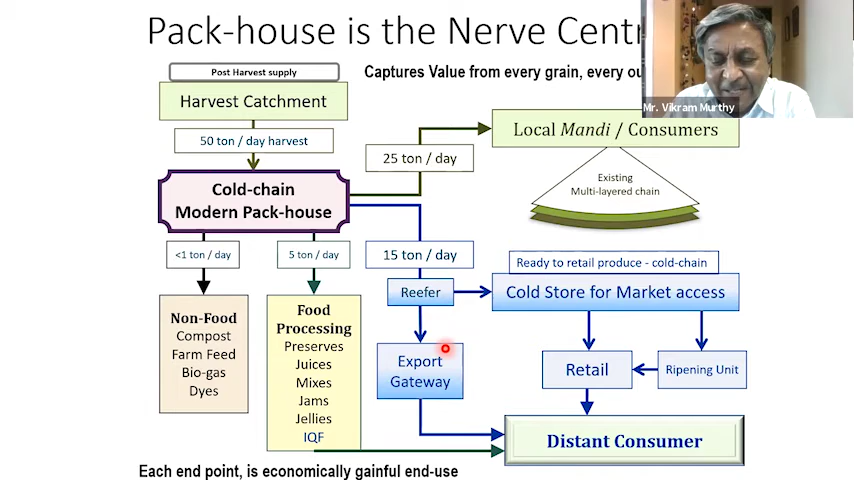 Pack-house is the Nerve Cent
Post Harvest supply
Captures Value from every grain, every
Mr. Vikram Murthy
Harvest Catchment
Local Mandi / Consumers
50 ton / day harvest
25 ton / day
Existing
Multi-layered chain
Cold-chain
Modern Pack-house
<1 ton / day
5 ton / day
15 ton / day
Ready to retail produce - cold-chain
Reefer
Cold Store for Market access
Non-Food
Compost
Farm Feed
Bio-gas
Dyes
Food
Processing
Preserves
Juices
Mixes
Jams
Jellies
IQF
Export
Gateway
Retail
Ripening Unit
Distant Consumer
Each end point, is economically gainful end-use